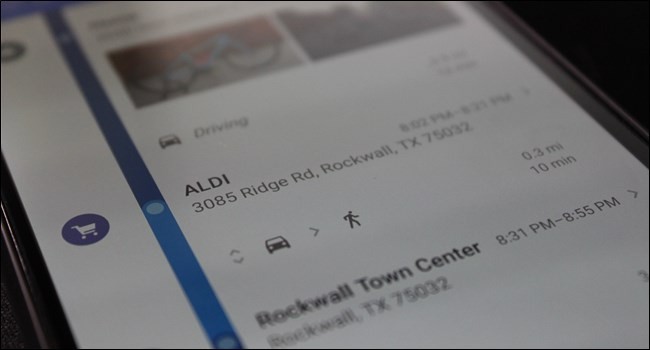 Driving
8:02 PM–8:21 PM
ALDI
3085 Ridge Rd, Rockwall, TX 75032
0.3 mi
10 min
8:31 PM–8:55 PM
Rockwall Town Center
Rockwall, TX 75032